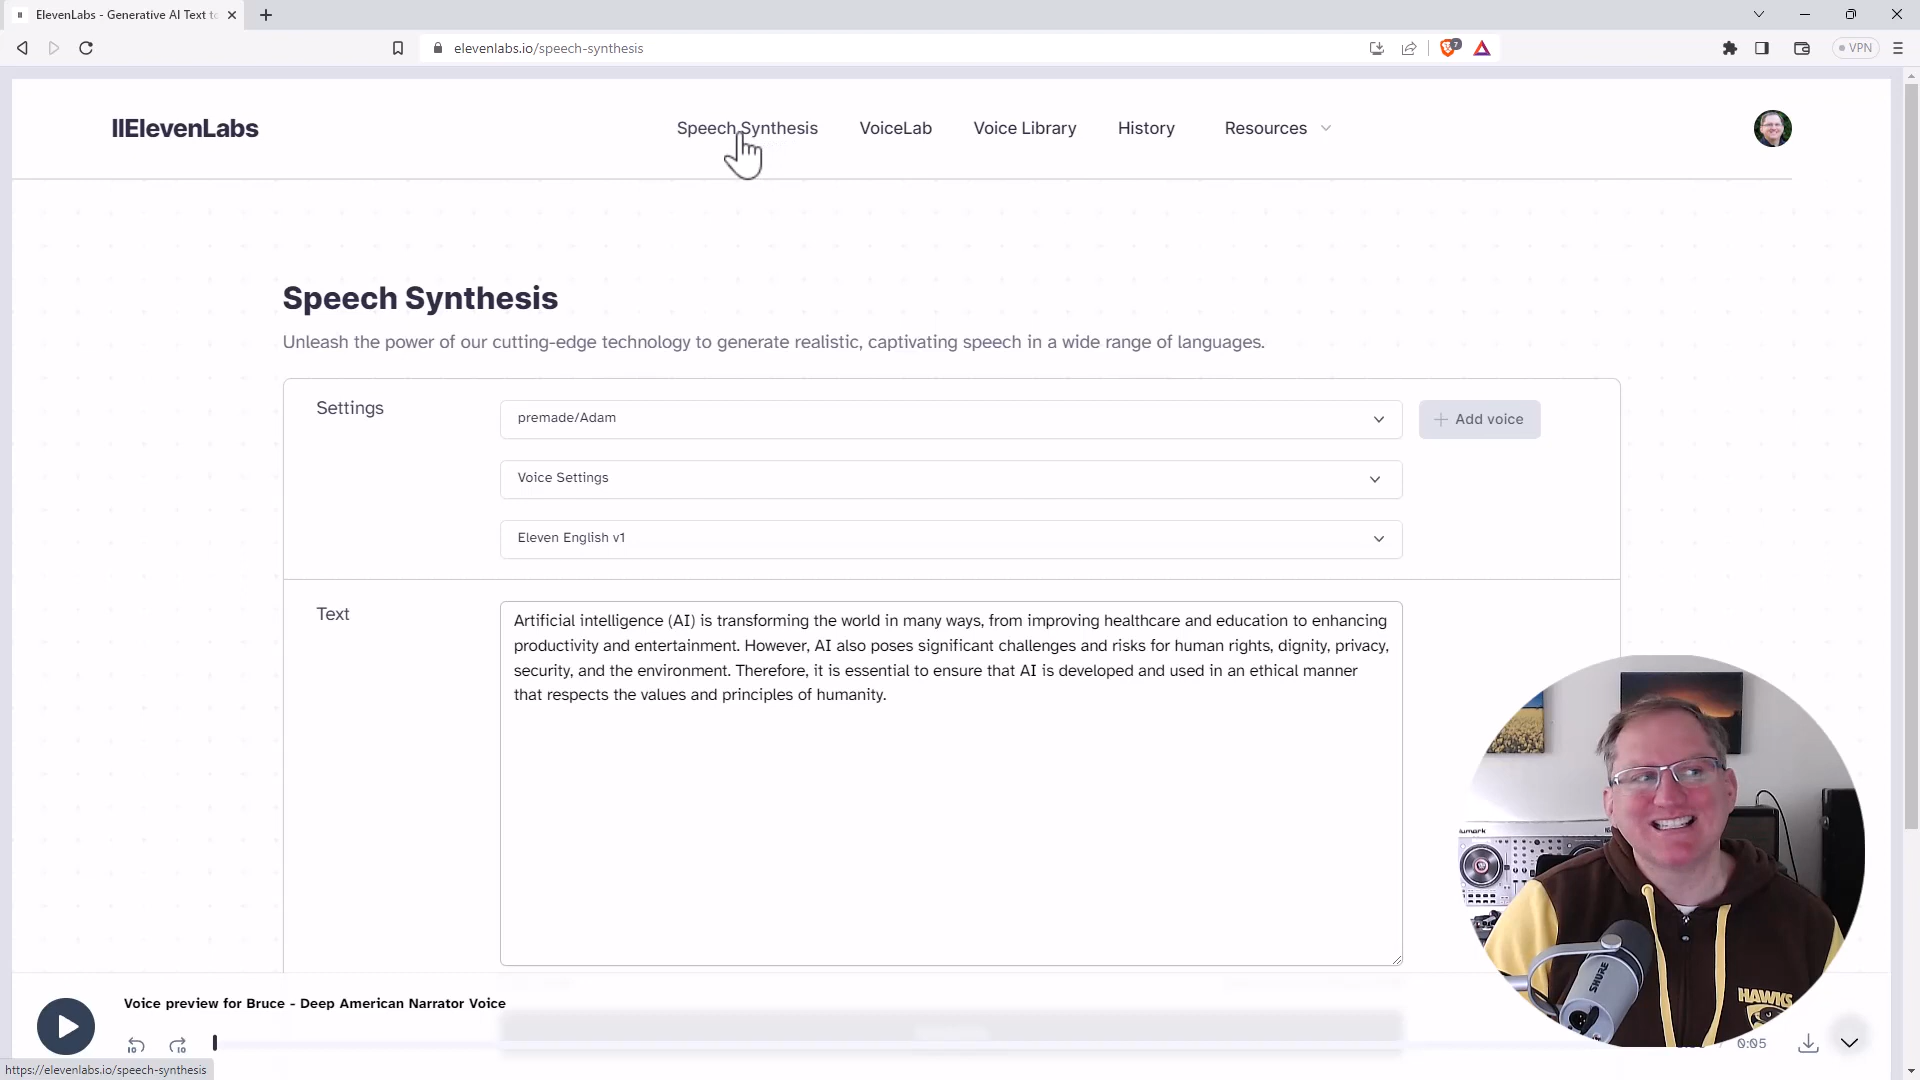 ElevenLabs - Generative AI Text to
elevenlabs.io/speech-synthesis
7
VPN
IIElevenLabs
Speech Synthesis
VoiceLab
Voice Library
History
Resources
Speech Synthesis
Unleash the power of our cutting-edge technology to generate realistic, captivating speech in a wide range of languages.
Settings
premade/Adam
+ Add voice
Voice Settings
Eleven English v1
Text
Artificial intelligence (AI) is transforming the world in many ways, from improving healthcare and education to enhancing
productivity and entertainment. However, AI also poses significant challenges and risks for human rights, dignity, privacy,
security, and the environment. Therefore, it is essential to ensure that AI is developed and used in an ethical manner
that respects the values and principles of humanity.
SHURE
HAWKS
Voice preview for Bruce - Deep American Narrator Voice
0:05
https://elevenlabs.io/speech-synthesis